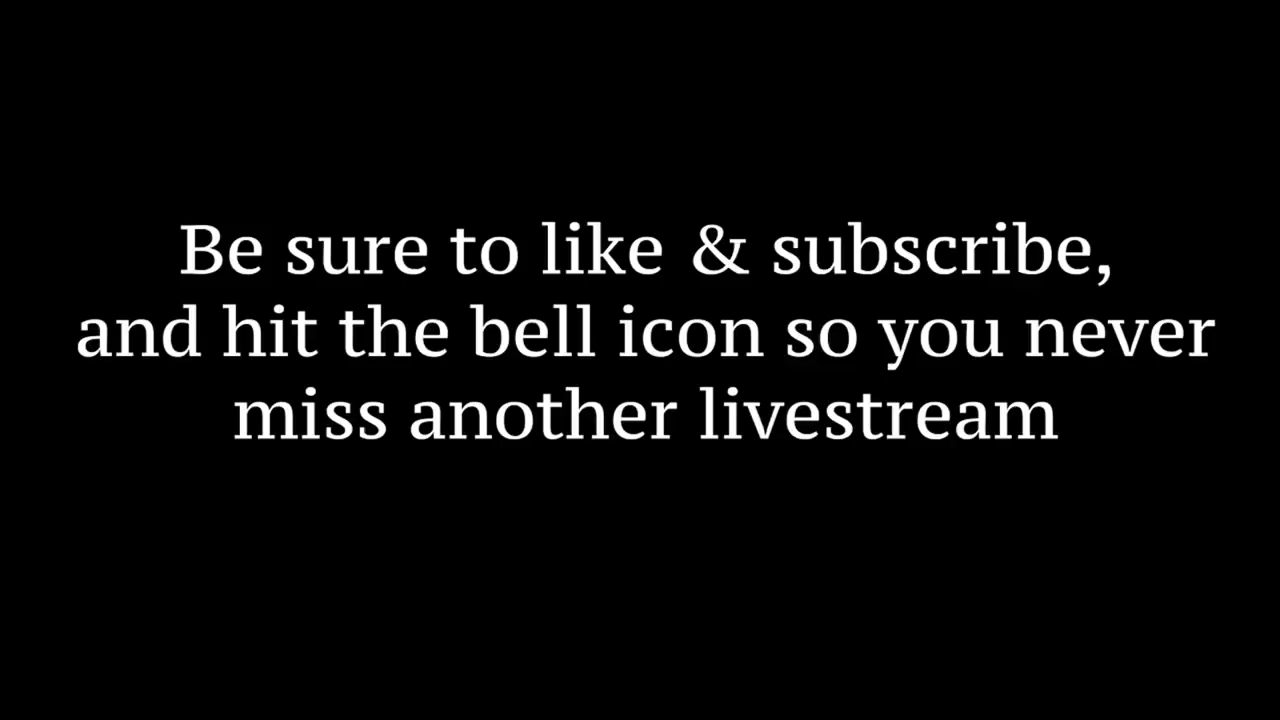 Be sure to like & subscribe,
and hit the bell icon so you never
miss another livestream